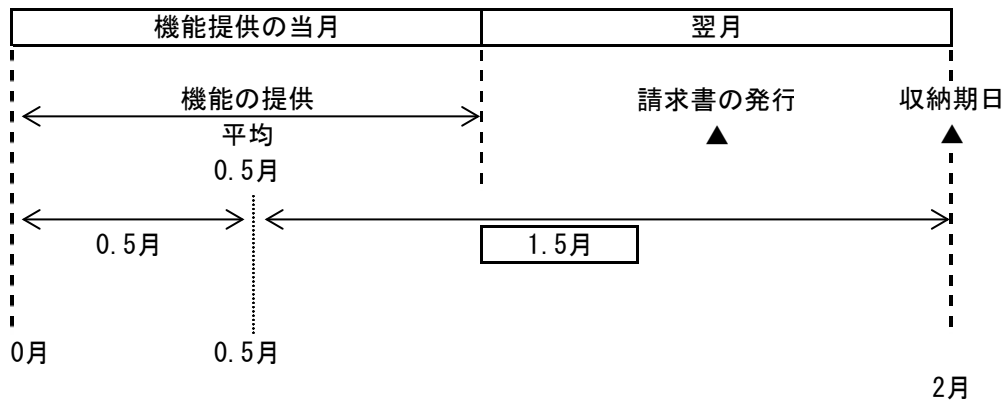 機能提供の当月 翌月
機能の提供 請求書の発行 収納期日
平均 ▲ ▲
0.5月
0.5月 1.5月
0月 0.5月
2月